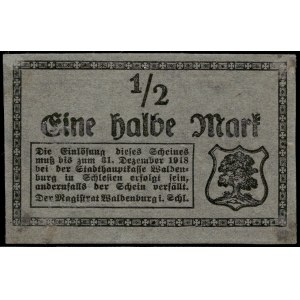 1/2
Eine halbe Mark
Die Einlösung dieses Scheines
muß bis zum 31. Dezember 1918
bei der Stadthauptkasse Walden-
burg in Schlesien erfolgt sein,
andernfalls der Schein verfällt.
Der Magistrat Waldenburg i. Schl.